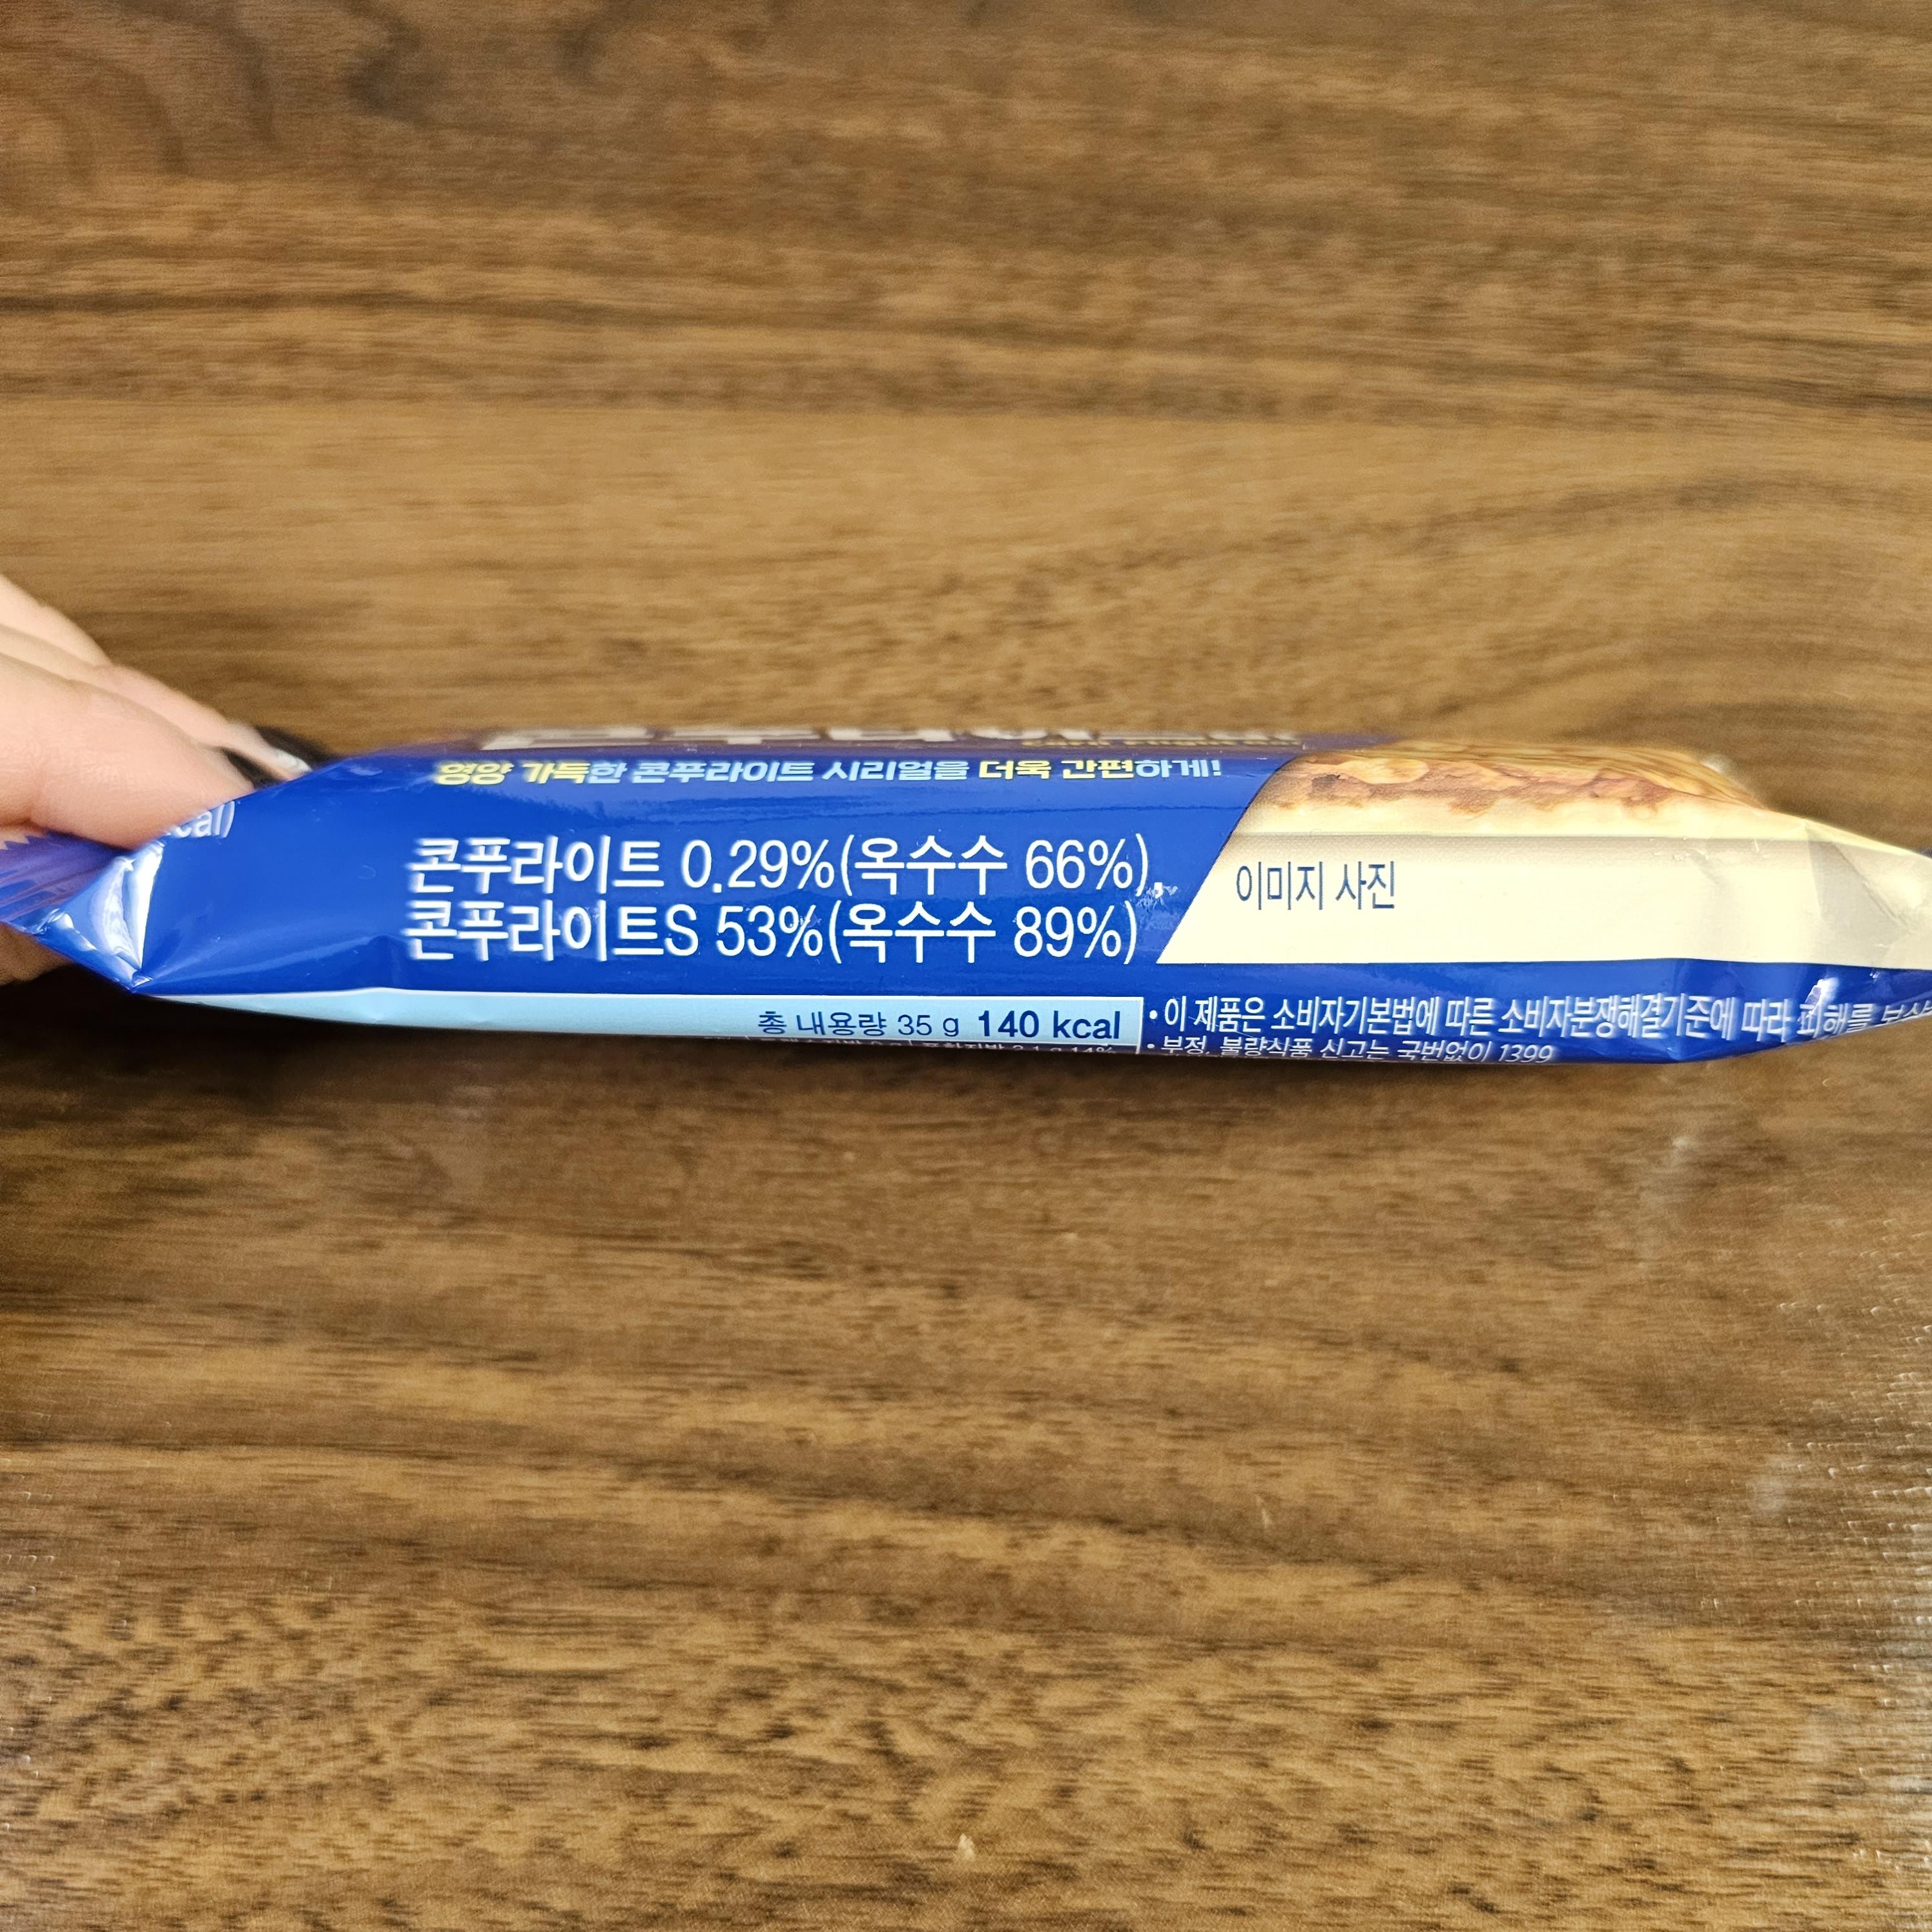 영양 가득한 콘푸라이트 시리얼을 더욱 간편하게!
cal)
콘푸라이트 0.29%(옥수수 66%),
콘푸라이트S 53%(옥수수 89%)
이미지 사진
총 내용량 35 g 140 kcal
• 이 제품은 소비자기본법에 따른 소비자분쟁해결기준에 따라 피해를
• 부정, 불량식품 신고는 국번없이 1399